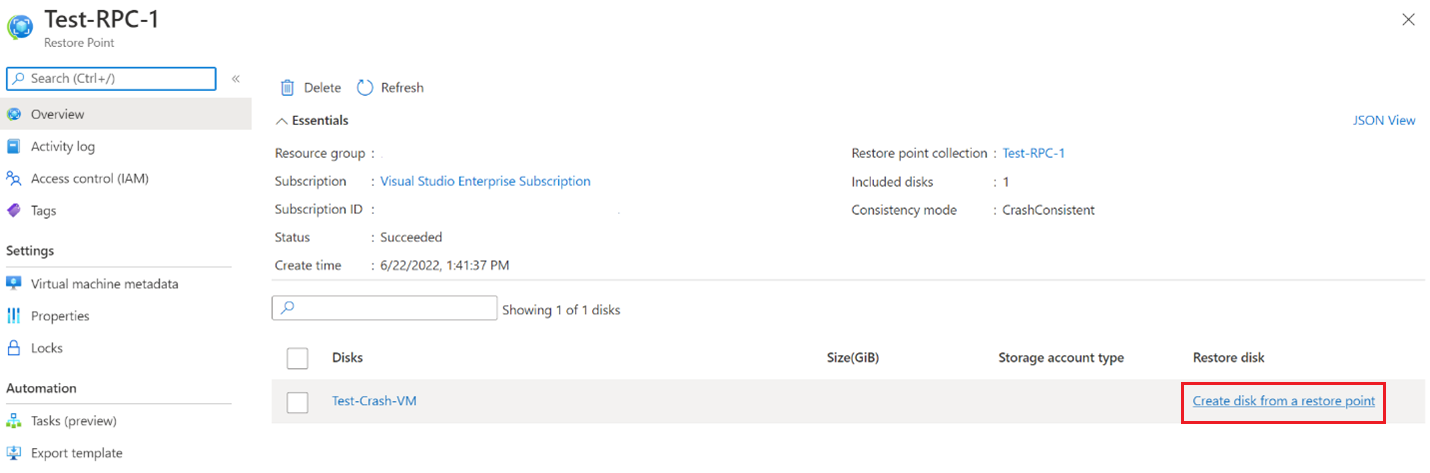 Test-RPC-1
Restore Point
Search (Ctrl+/)
«
Overview
Activity log
Access control (IAM)
Tags
Settings
Virtual machine metadata
Properties
Locks
Automation
Tasks (preview)
Export template
Delete Refresh
Essentials JSON View
Resource group :
Subscription : Visual Studio Enterprise Subscription
Subscription ID :
Status : Succeeded
Create time : 6/22/2022, 1:41:37 PM
Restore point collection : Test-RPC-1
Included disks : 1
Consistency mode : CrashConsistent
Showing 1 of 1 disks
Disks Size(GiB) Storage account type Restore disk
Test-Crash-VM Create disk from a restore point